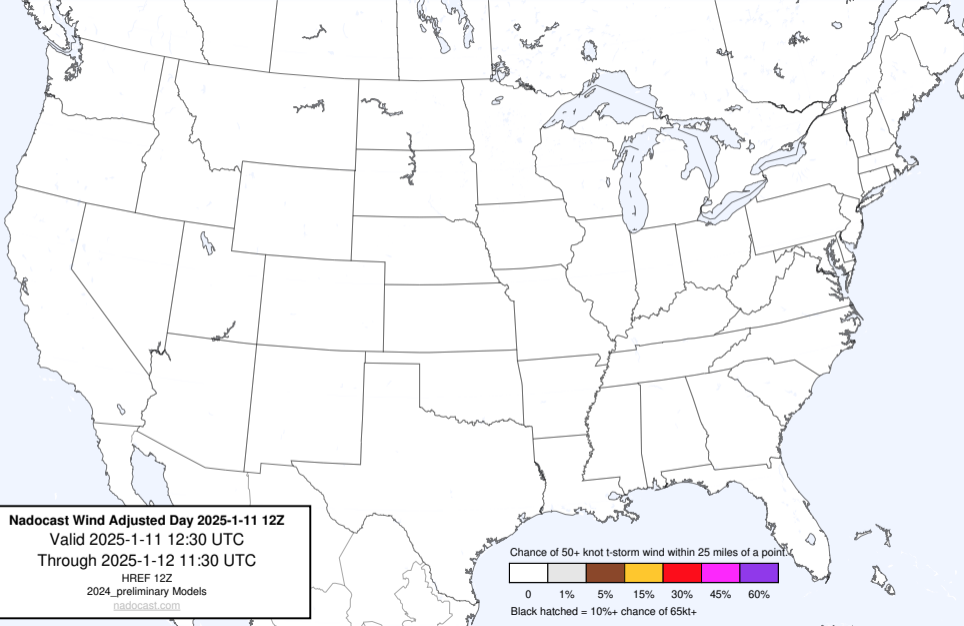 Nadocast Wind Adjusted Day 2025-1-11 12Z
Valid 2025-1-11 12:30 UTC
Through 2025-1-12 11:30 UTC
HREF 12Z
2024_preliminary Models
nadocast.com
Chance of 50+ knot t-storm wind within 25 miles of a point.
0 1% 5% 15% 30% 45% 60%
Black hatched = 10%+ chance of 65kt+